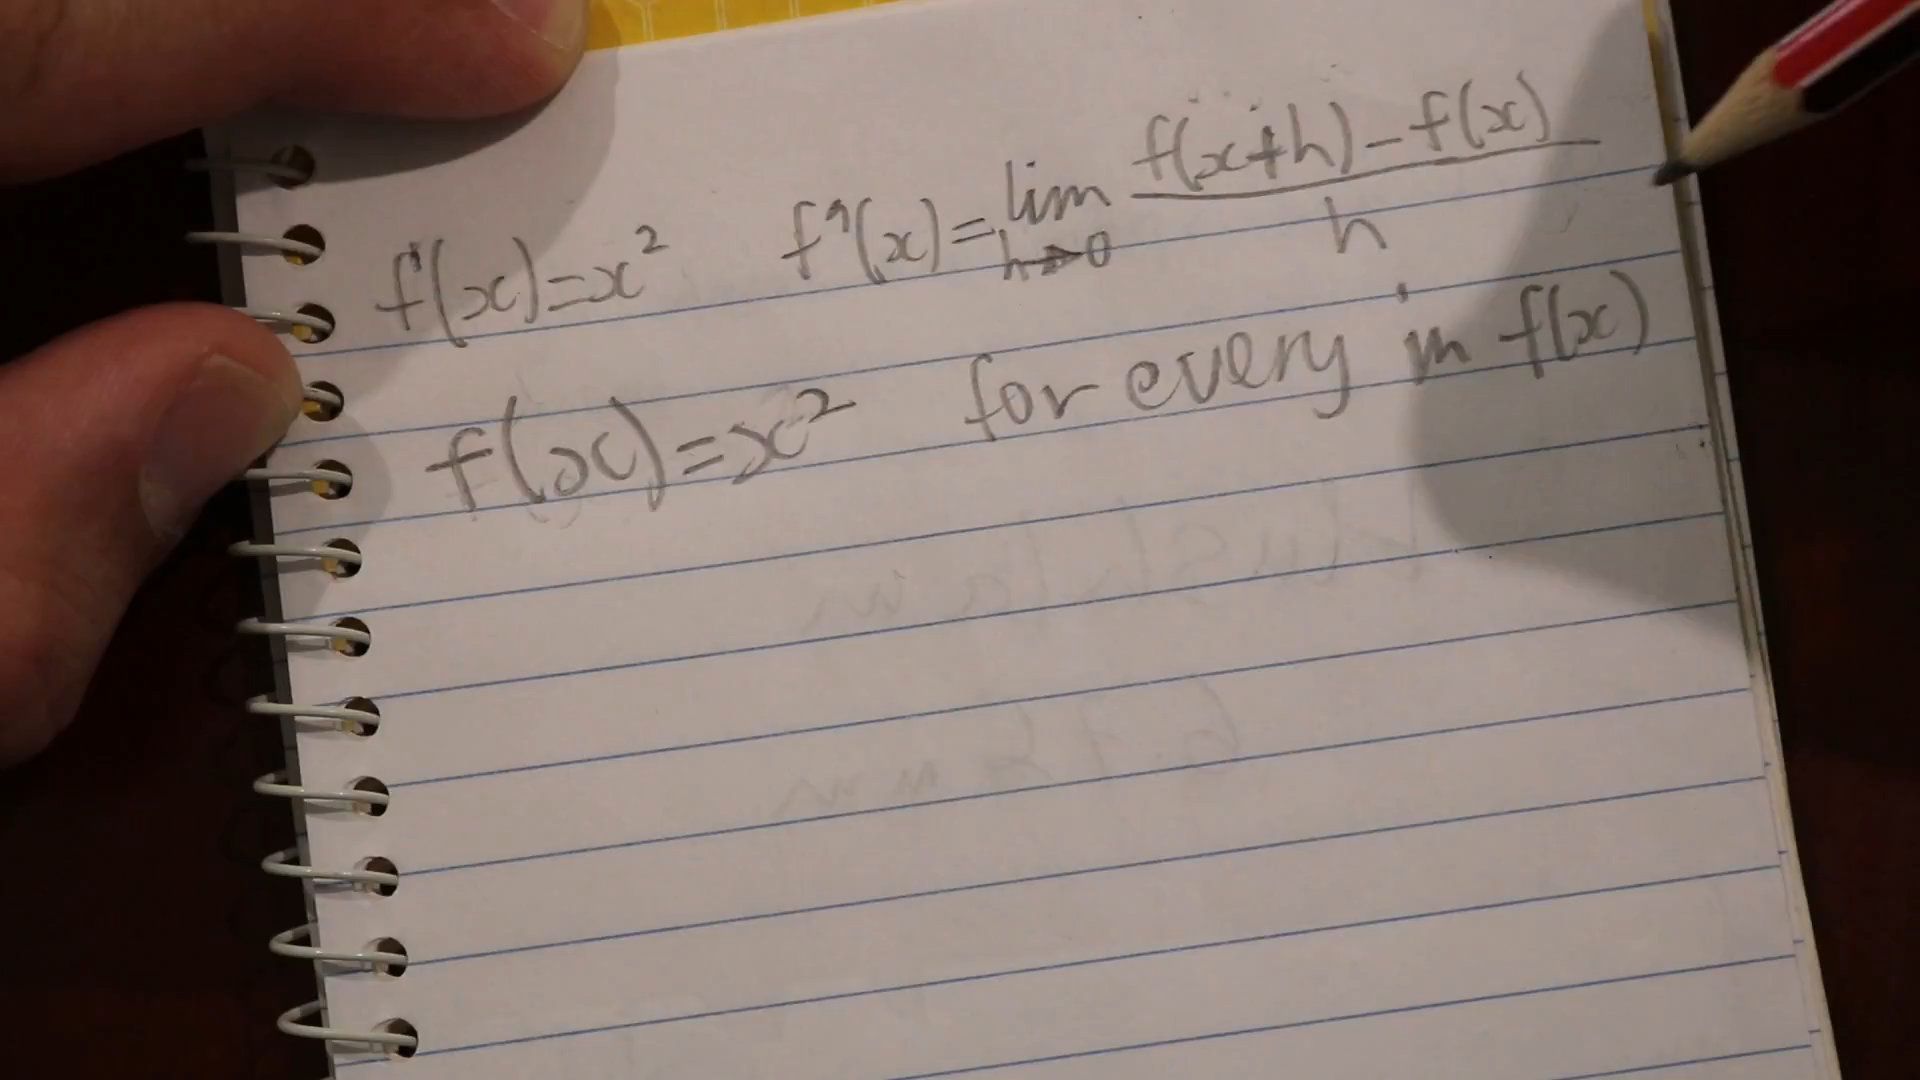 f'(x)=x² f'(x)=lim h→0 f(x+h)-f(x) / h
f(x)=x² for every in f(x)